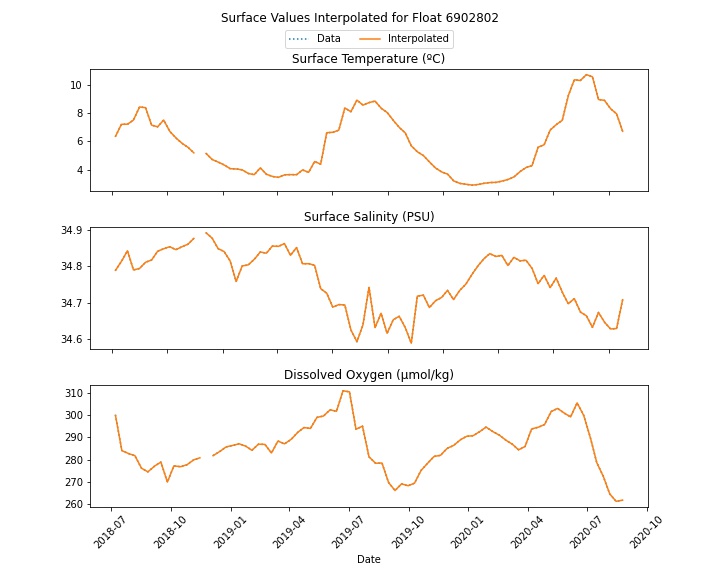 Surface Values Interpolated for Float 6902802
Data Interpolated
Surface Temperature (ºC)
10
8
6
4
Surface Salinity (PSU)
34.9
34.8
34.7
34.6
Dissolved Oxygen (µmol/kg)
310
300
290
280
270
260
2018-07 2018-10 2019-01 2019-04 2019-07 2019-10 2020-01 2020-04 2020-07 2020-10
Date